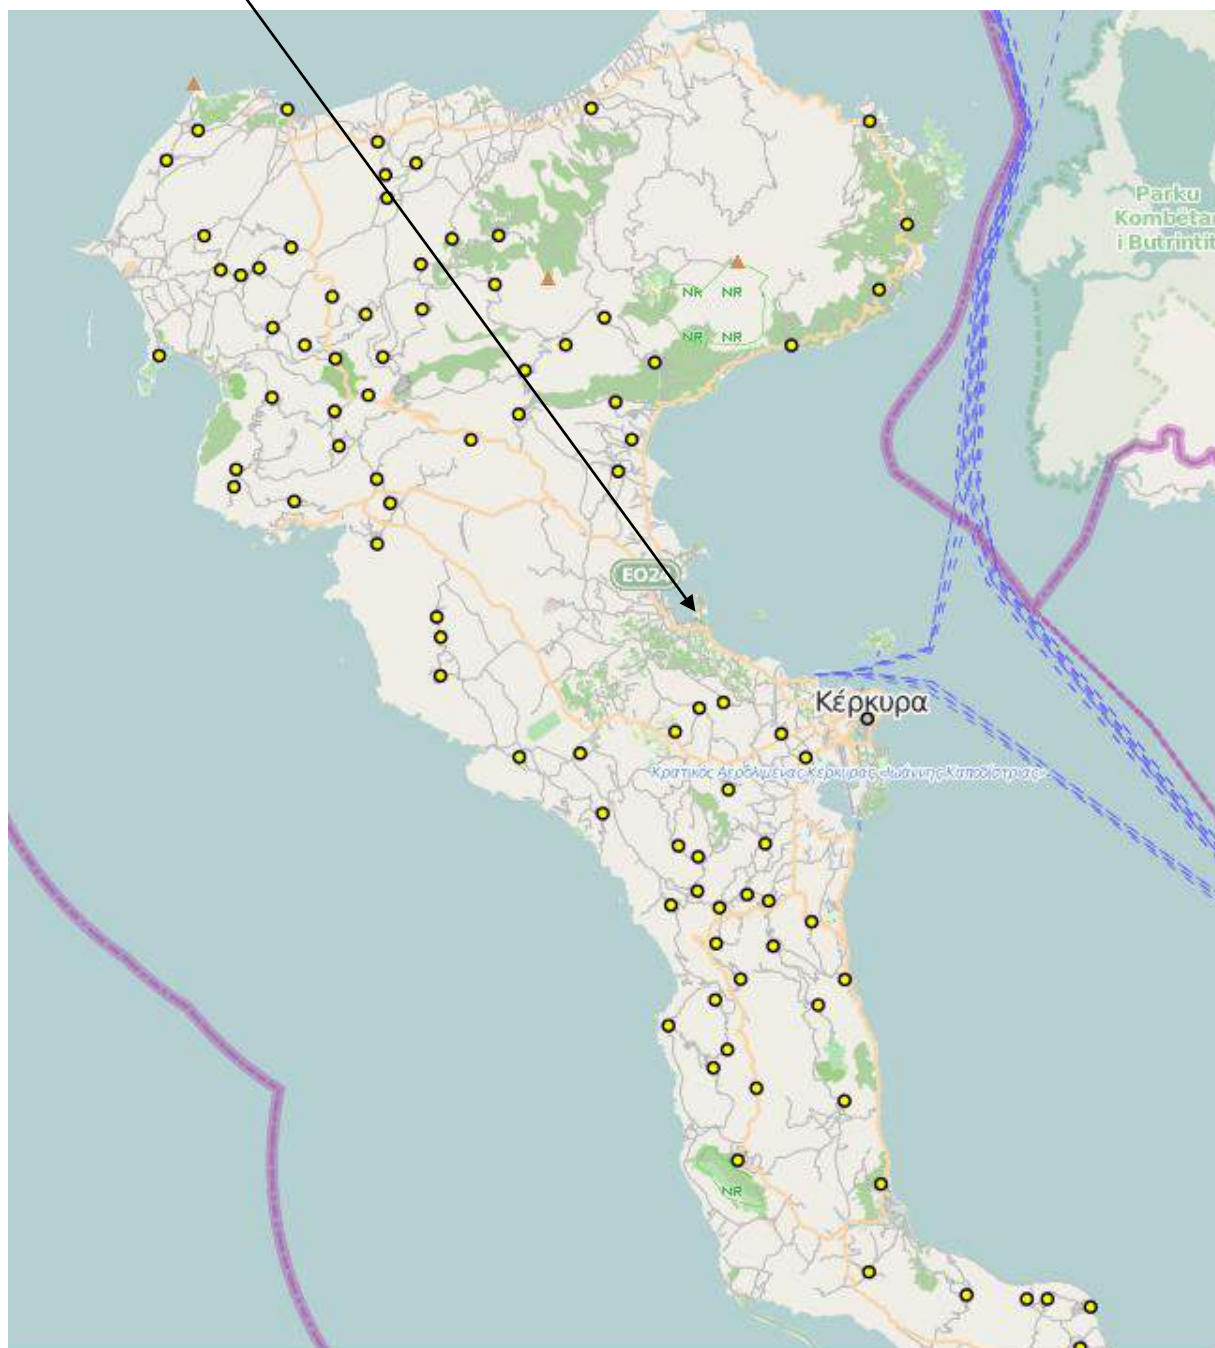 Parku
Kombëtar
i Butrintit
NR NR
NR NR
EO24
Κέρκυρα
Κρατικός Αερολιμένας Κέρκυρας «Ιωάννης Καποδίστριας»
NR